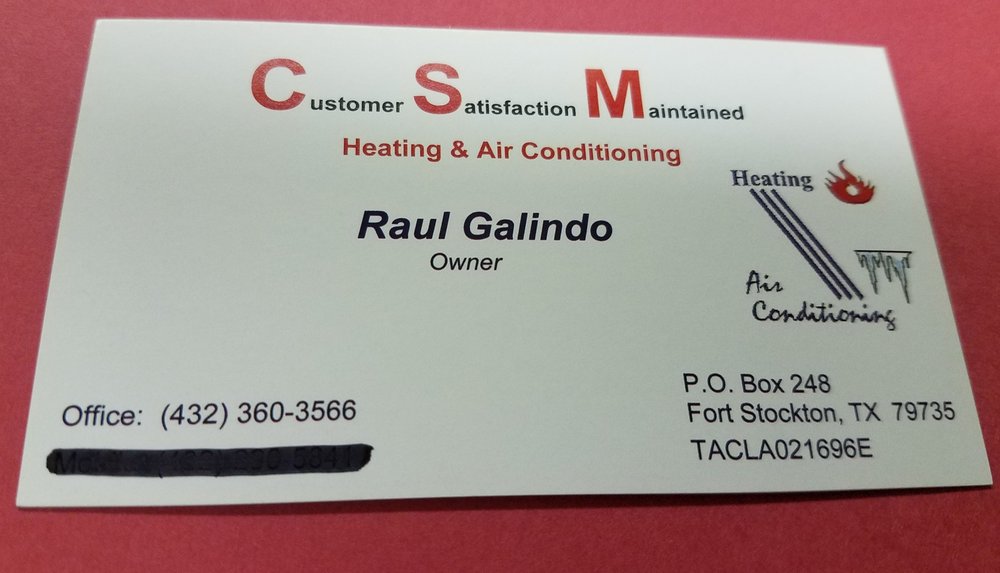 Customer Satisfaction Maintained
Heating & Air Conditioning
Heating
Raul Galindo
Owner
Air
Conditioning
Office: (432) 360-3566
P.O. Box 248
Fort Stockton, TX 79735
TACLA021696E